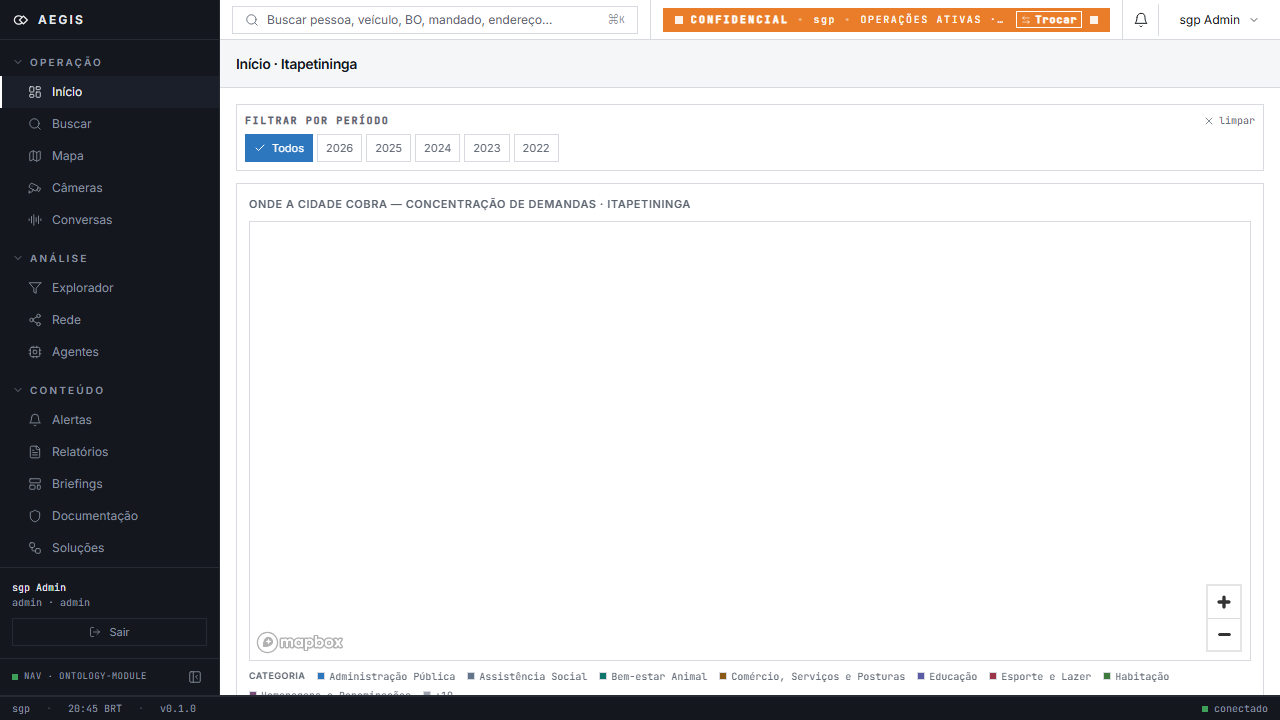 AEGIS
Buscar pessoa, veículo, BO, mandado, endereço...
⌘K
CONFIDENCIAL • sgp • OPERAÇÕES ATIVAS ·…
Trocar
sgp Admin
OPERAÇÃO
Início
Buscar
Mapa
Câmeras
Conversas
ANÁLISE
Explorador
Rede
Agentes
CONTEÚDO
Alertas
Relatórios
Briefings
Documentação
Soluções
sgp Admin
admin · admin
Sair
NAV · ONTOLOGY-MODULE
Início · Itapetininga
FILTRAR POR PERÍODO
limpar
Todos
2026
2025
2024
2023
2022
ONDE A CIDADE COBRA — CONCENTRAÇÃO DE DEMANDAS · ITAPETININGA
+
−
mapbox
CATEGORIA Administração Pública Assistência Social Bem-estar Animal Comércio, Serviços e Posturas Educação Esporte e Lazer Habitação
Homenagens e Denominações +10
sgp · 20:45 BRT · v0.1.0
conectado